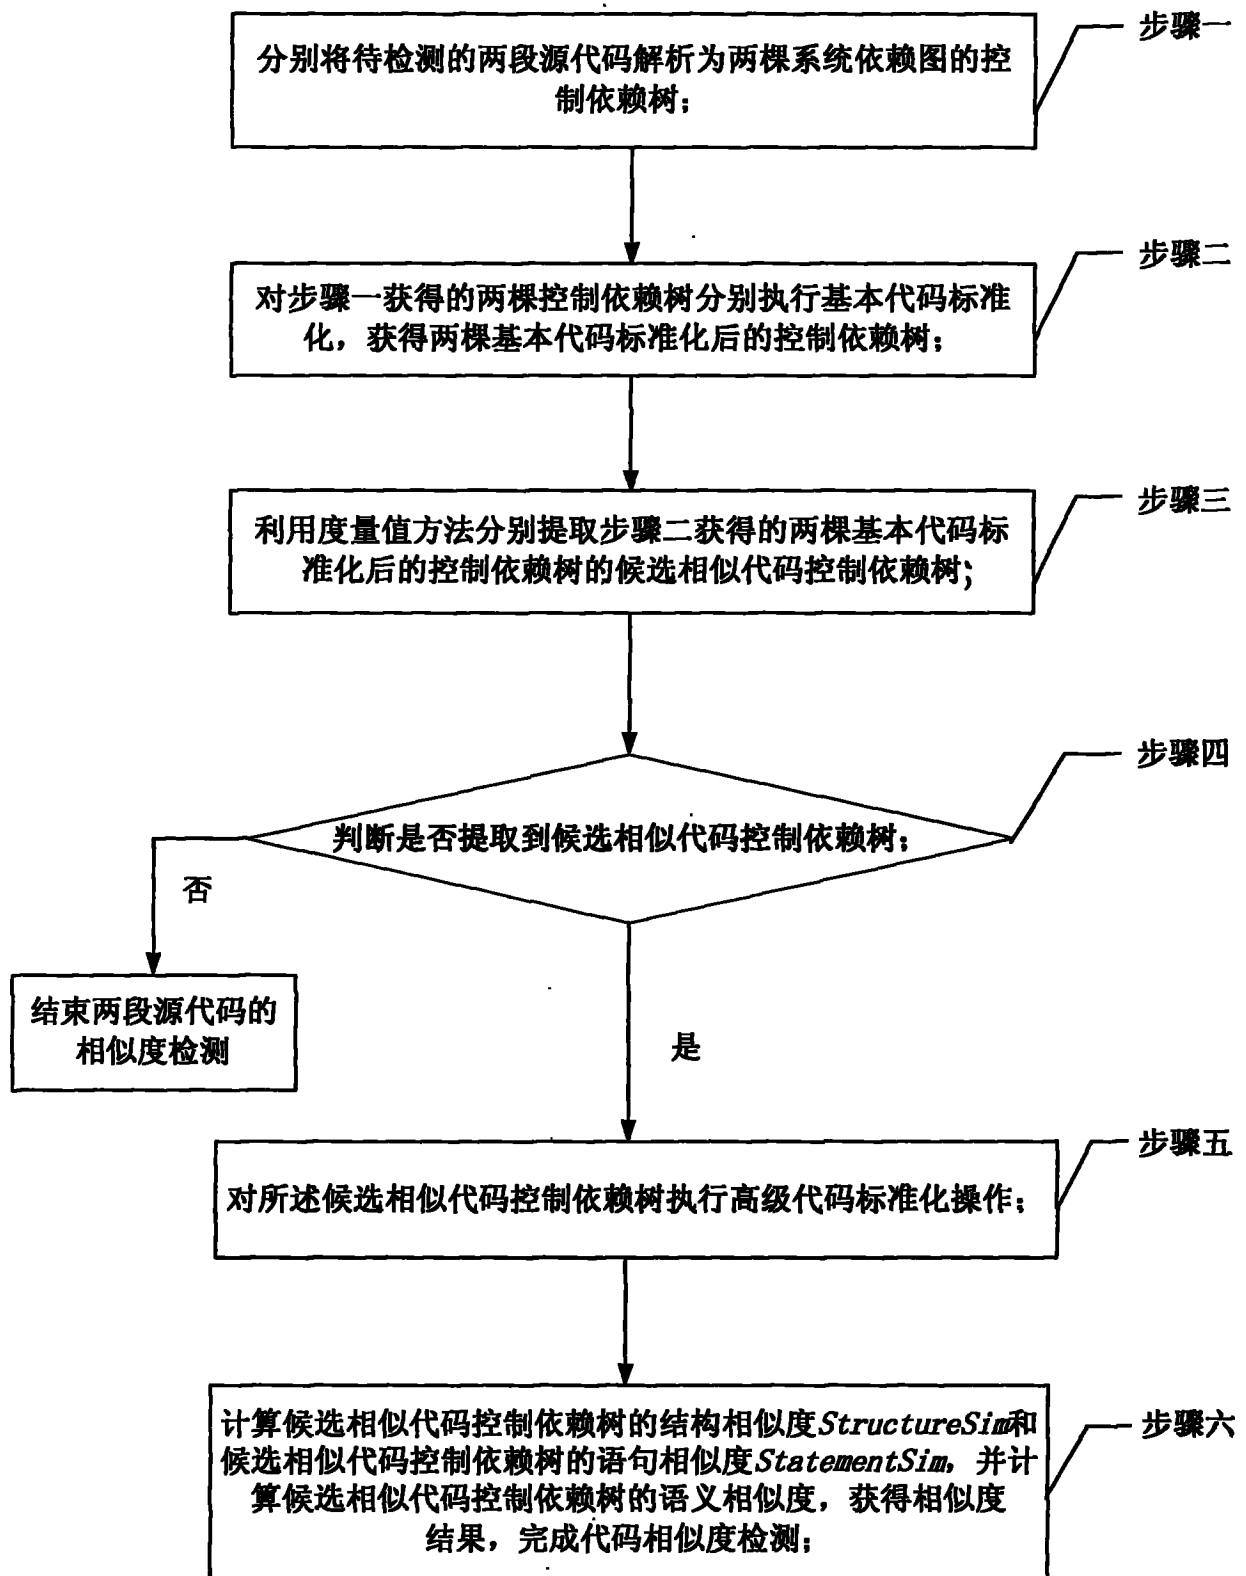 步骤一
分别将待检测的两段源代码解析为两棵系统依赖图的控
制依赖树；
步骤二
对步骤一获得的两棵控制依赖树分别执行基本代码标准
化，获得两棵基本代码标准化后的控制依赖树；
步骤三
利用度量值方法分别提取步骤二获得的两棵基本代码标
准化后的控制依赖树的候选相似代码控制依赖树；
步骤四
判断是否提取到候选相似代码控制依赖树；
否
结束两段源代码的
相似度检测
是
步骤五
对所述候选相似代码控制依赖树执行高级代码标准化操作；
步骤六
计算候选相似代码控制依赖树的结构相似度StructureSim和
候选相似代码控制依赖树的语句相似度StatementSim，并计
算候选相似代码控制依赖树的语义相似度，获得相似度
结果，完成代码相似度检测；